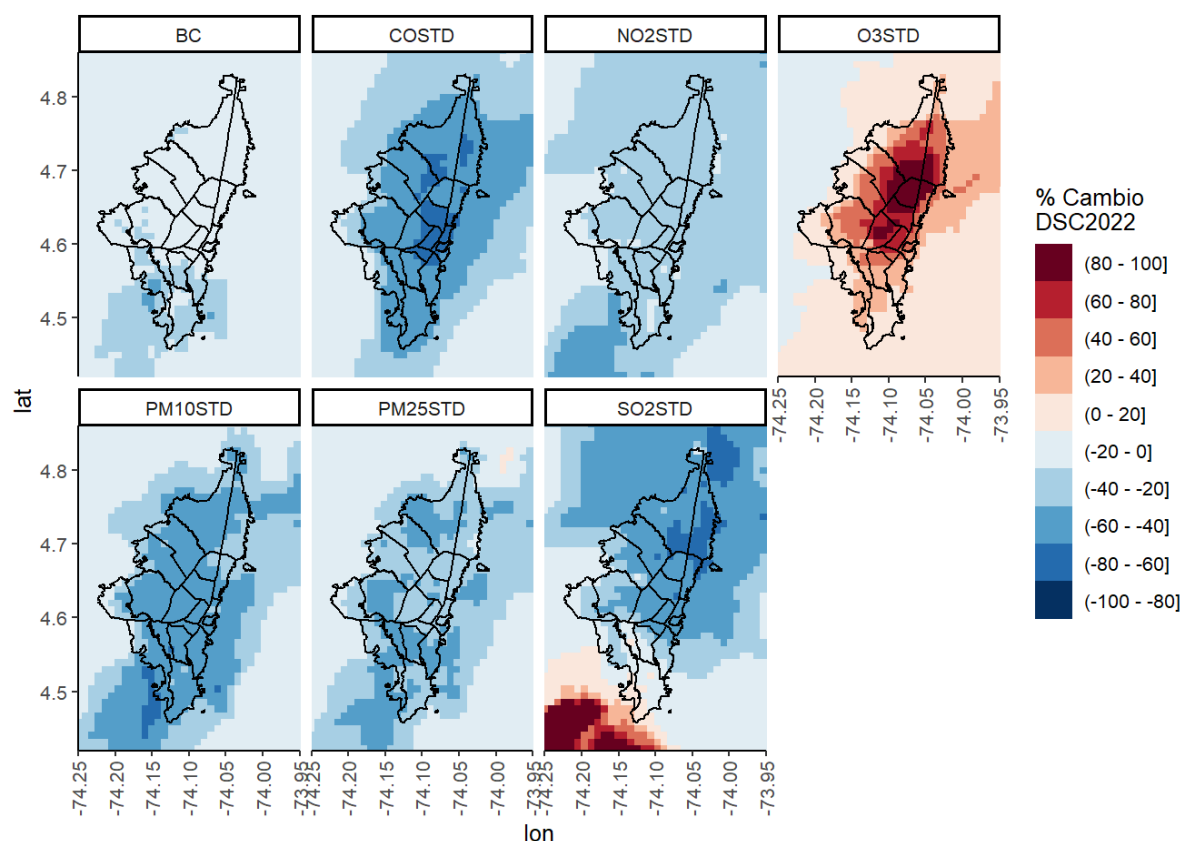 BC
COSTD
NO2STD
O3STD
4.8
4.7
4.6
4.5
-74.25
-74.20
-74.15
-74.10
-74.05
-74.00
-73.95
PM10STD
PM25STD
SO2STD
4.8
4.7
4.6
4.5
-74.25
-74.20
-74.15
-74.10
-74.05
-74.00
-73.95
-74.25
-74.20
-74.15
-74.10
-74.05
-74.00
-73.95
-74.25
-74.20
-74.15
-74.10
-74.05
-74.00
-73.95
lat
lon
% Cambio
DSC2022
(80 - 100]
(60 - 80]
(40 - 60]
(20 - 40]
(0 - 20]
(-20 - 0]
(-40 - -20]
(-60 - -40]
(-80 - -60]
(-100 - -80]